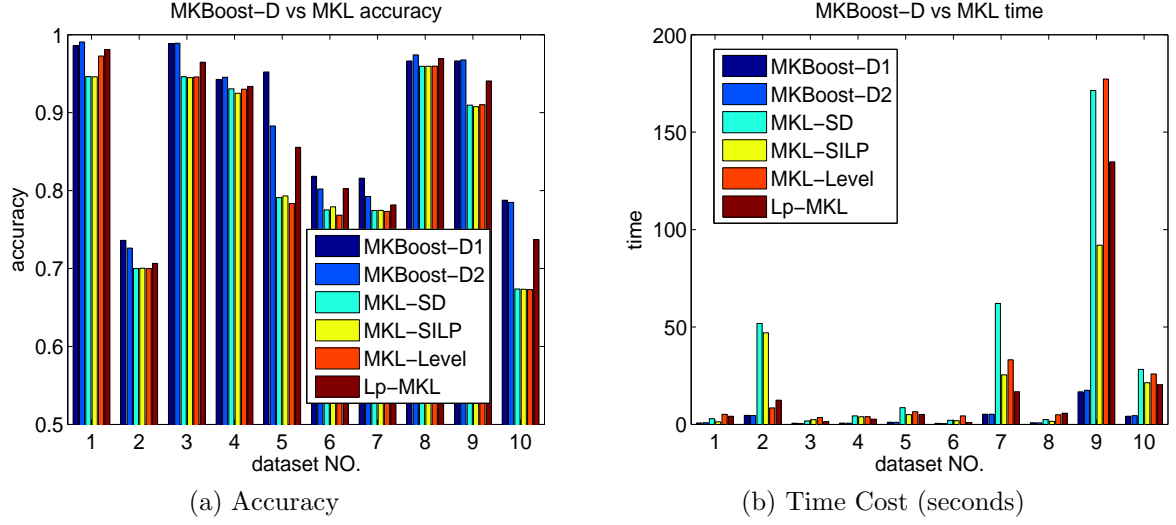 MKBoost−D vs MKL accuracy
1
0.9
0.8
0.7
0.6
0.5
accuracy
MKBoost−D1
MKBoost−D2
MKL−SD
MKL−SILP
MKL−Level
Lp−MKL
1 2 3 4 5 6 7 8 9 10
dataset NO.
(a) Accuracy
MKBoost−D vs MKL time
200
150
100
50
0
time
MKBoost−D1
MKBoost−D2
MKL−SD
MKL−SILP
MKL−Level
Lp−MKL
1 2 3 4 5 6 7 8 9 10
dataset NO.
(b) Time Cost (seconds)